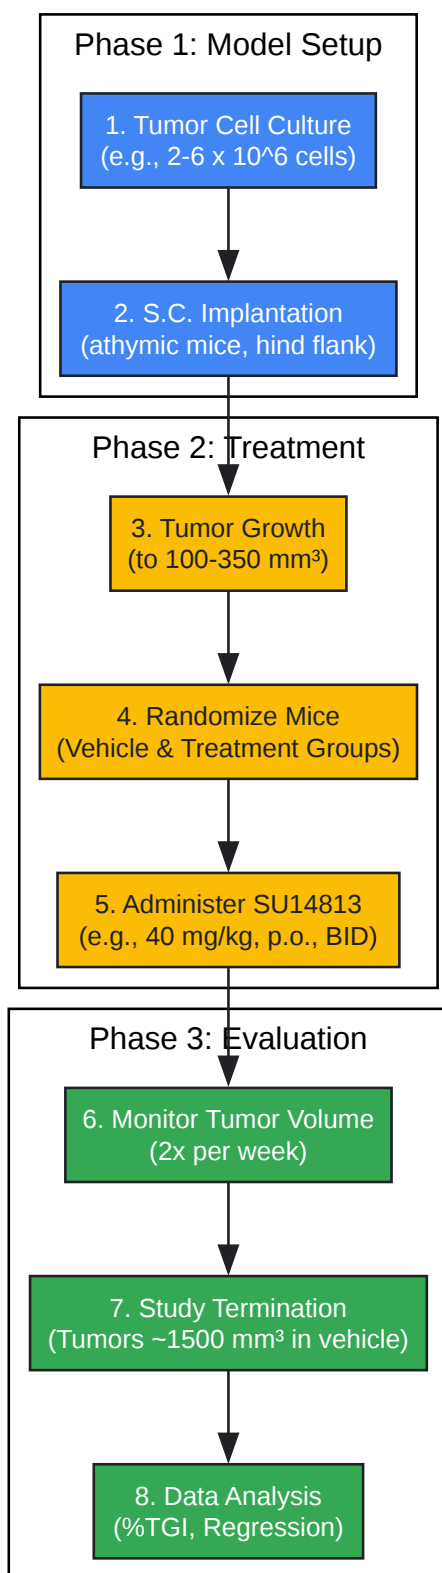 Phase 1: Model Setup
1. Tumor Cell Culture
(e.g., 2-6 x 10^6 cells)
2. S.C. Implantation
(athymic mice, hind flank)
Phase 2: Treatment
3. Tumor Growth
(to 100-350 mm³)
4. Randomize Mice
(Vehicle & Treatment Groups)
5. Administer SU14813
(e.g., 40 mg/kg, p.o., BID)
Phase 3: Evaluation
6. Monitor Tumor Volume
(2x per week)
7. Study Termination
(Tumors ~1500 mm³ in vehicle)
8. Data Analysis
(%TGI, Regression)